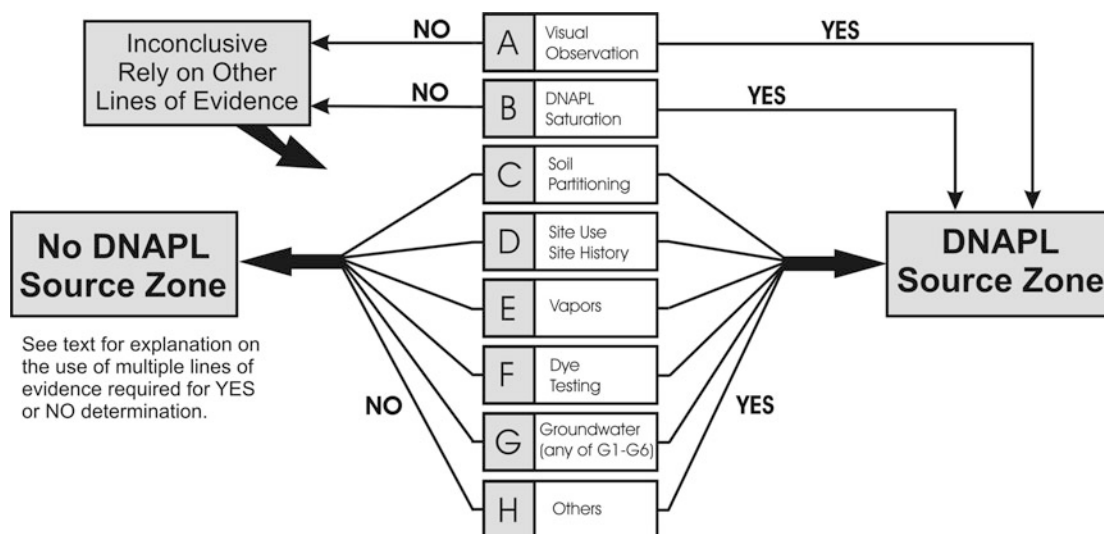 Inconclusive
Rely on Other
Lines of Evidence
NO
A
Visual
Observation
YES
NO
B
DNAPL
Saturation
YES
C
Soil
Partitioning
No DNAPL
Source Zone
D
Site Use
Site History
DNAPL
Source Zone
E
Vapors
See text for explanation on
the use of multiple lines of
evidence required for YES
or NO determination.
F
Dye
Testing
NO
YES
G
Groundwater
(any of G1-G6)
H
Others